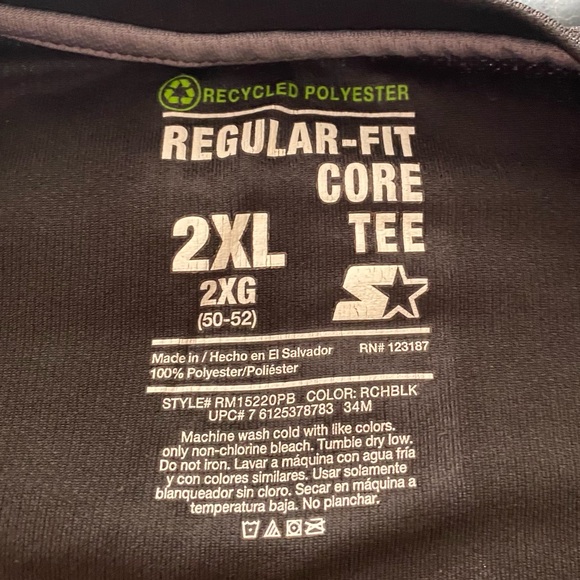 RECYCLED POLYESTER
REGULAR-FIT
CORE
TEE
2XL
2XG
(50-52)
Made in / Hecho en El Salvador RN# 123187
100% Polyester/Poliéster
STYLE# RM15220PB COLOR: RCHBLK
UPC# 7 6125378783 34M
Machine wash cold with like colors.
only non-chlorine bleach. Tumble dry low.
Do not iron. Lavar a máquina con agua fría
y con colores similares. Usar solamente
blanqueador sin cloro. Secar en máquina a
temperatura baja. No planchar.